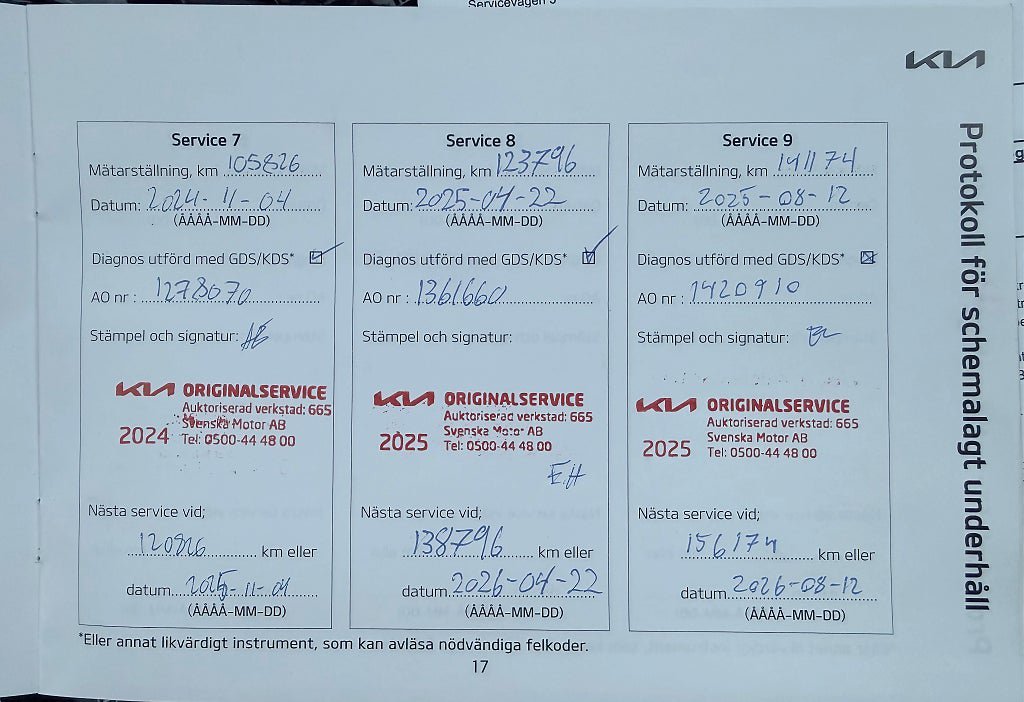 Servicevägen 5
KIA
Protokoll för schemalagt underhåll
Service 7
Mätarställning, km 105826
Datum: 2024-11-04
(ÅÅÅÅ-MM-DD)
Diagnos utförd med GDS/KDS*
AO nr : 1278070
Stämpel och signatur: AE
KIA ORIGINALSERVICE
Auktoriserad verkstad: 665
Svenska Motor AB
2024 Tel: 0500-44 48 00
Nästa service vid;
120826 km eller
datum 2025-11-04
(ÅÅÅÅ-MM-DD)
Service 8
Mätarställning, km 123796
Datum: 2025-04-22
(ÅÅÅÅ-MM-DD)
Diagnos utförd med GDS/KDS*
AO nr : 1361660
Stämpel och signatur:
KIA ORIGINALSERVICE
Auktoriserad verkstad: 665
Svenska Motor AB
2025 Tel: 0500-44 48 00
EH
Nästa service vid;
138796 km eller
datum 2026-04-22
(ÅÅÅÅ-MM-DD)
Service 9
Mätarställning, km 141174
Datum: 2025-08-12
(ÅÅÅÅ-MM-DD)
Diagnos utförd med GDS/KDS*
AO nr : 1420910
Stämpel och signatur:
KIA ORIGINALSERVICE
Auktoriserad verkstad: 665
Svenska Motor AB
2025 Tel: 0500-44 48 00
Nästa service vid;
156174 km eller
datum 2026-08-12
(ÅÅÅÅ-MM-DD)
*Eller annat likvärdigt instrument, som kan avläsa nödvändiga felkoder.
17